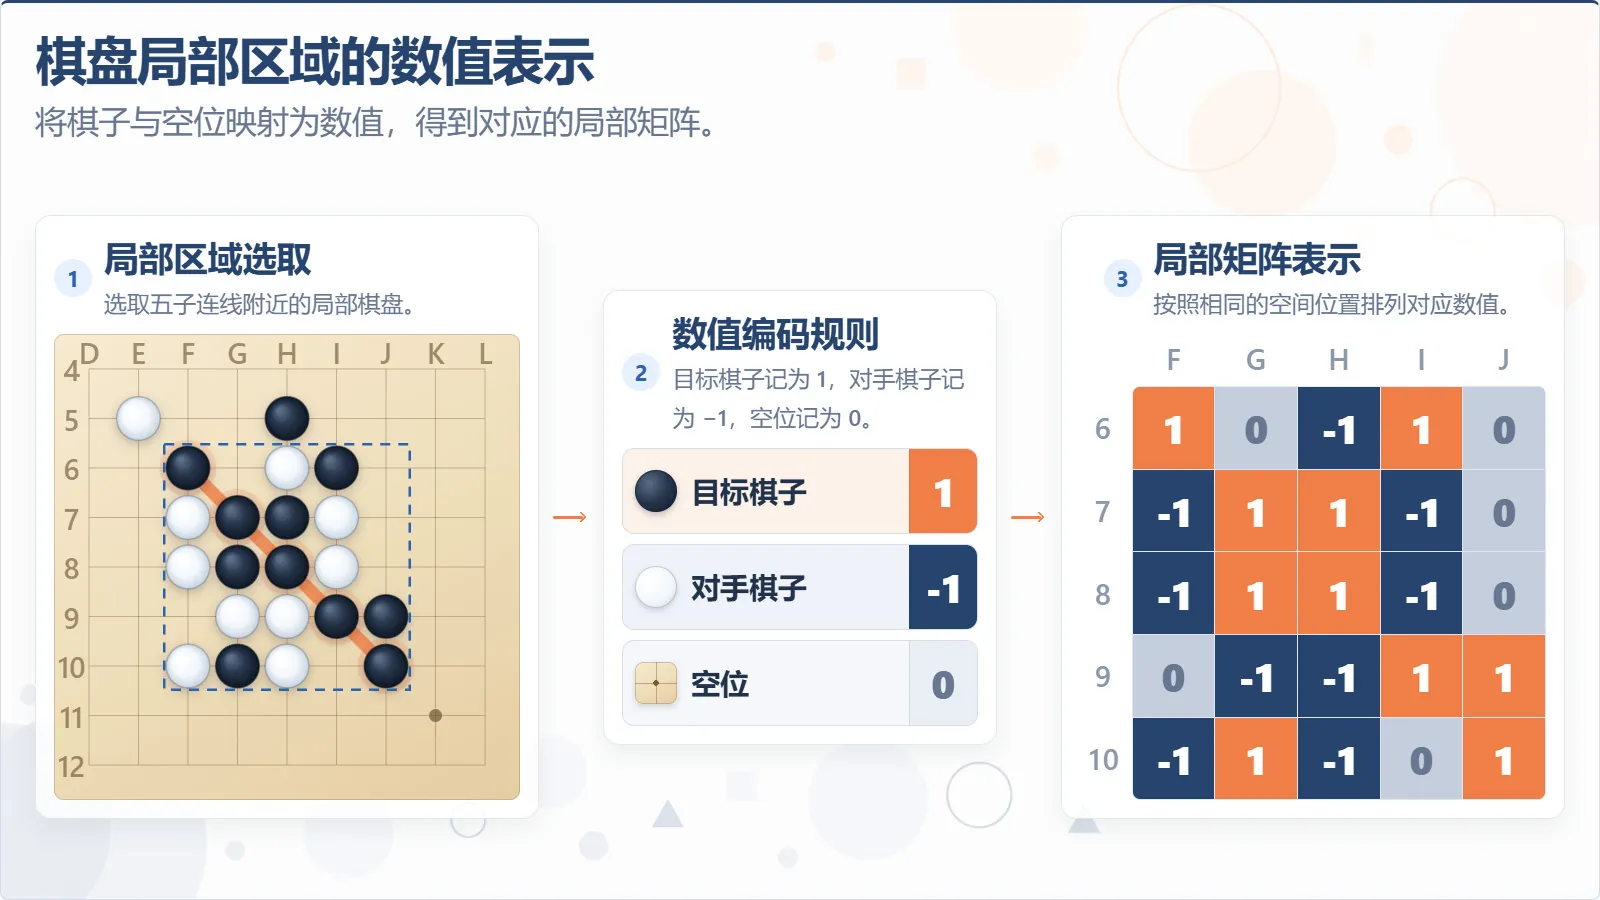 棋盘局部区域的数值表示
将棋子与空位映射为数值，得到对应的局部矩阵。
1
局部区域选取
选取五子连线附近的局部棋盘。
D E F G H I J K L
4
5
6
7
8
9
10
11
12
2
数值编码规则
目标棋子记为 1，对手棋子记
为 −1，空位记为 0。
目标棋子 1
对手棋子 -1
空位 0
3
局部矩阵表示
按照相同的空间位置排列对应数值。
F G H I J
6 1 0 -1 1 0
7 -1 1 1 -1 0
8 -1 1 1 -1 0
9 0 -1 -1 1 1
10 -1 1 -1 0 1